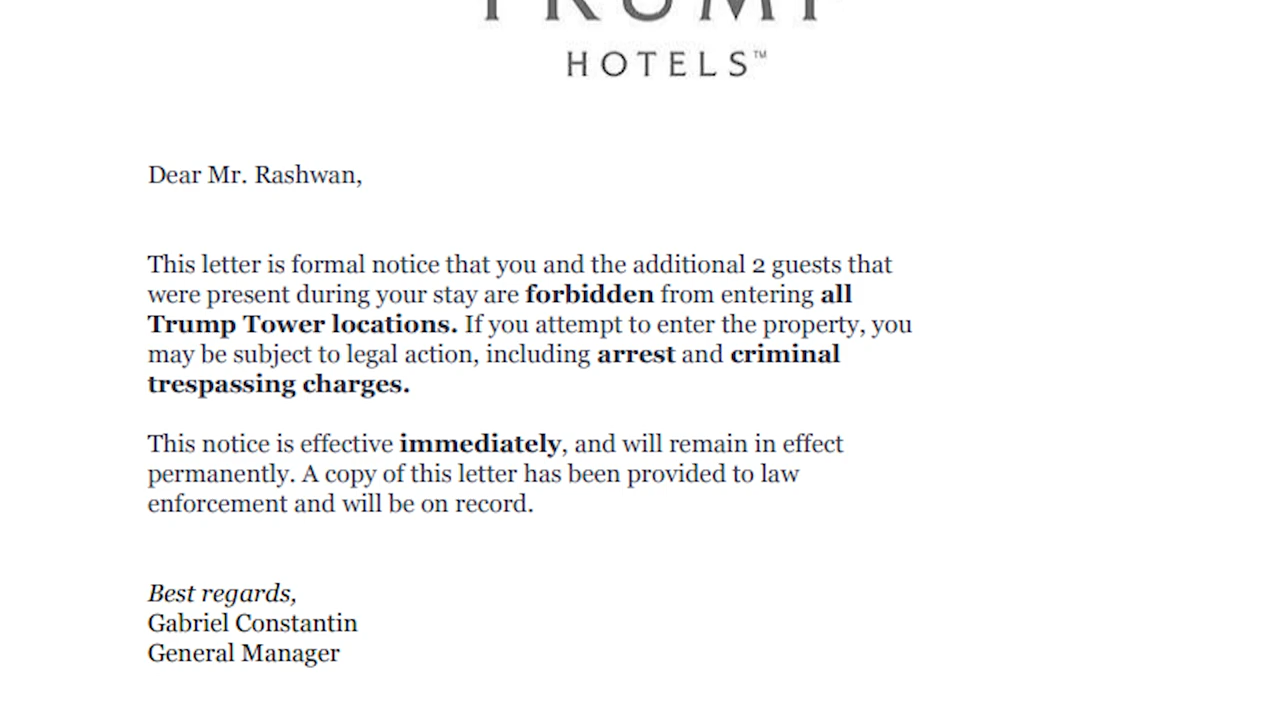 TRUMP
HOTELS™
Dear Mr. Rashwan,
This letter is formal notice that you and the additional 2 guests that
were present during your stay are forbidden from entering all
Trump Tower locations. If you attempt to enter the property, you
may be subject to legal action, including arrest and criminal
trespassing charges.
This notice is effective immediately, and will remain in effect
permanently. A copy of this letter has been provided to law
enforcement and will be on record.
Best regards,
Gabriel Constantin
General Manager